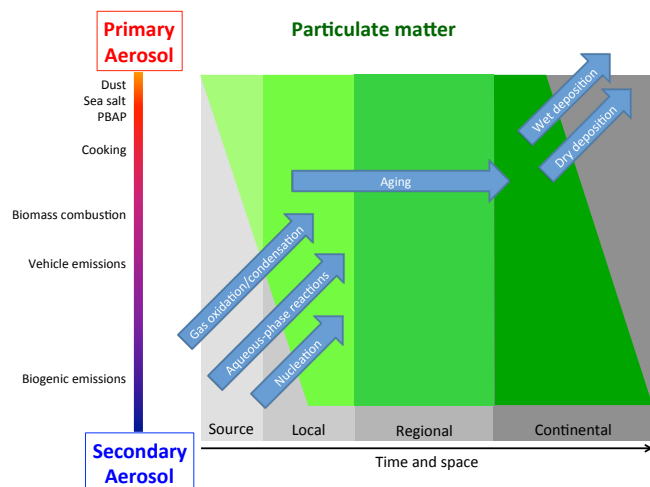 Primary
Aerosol
Particulate matter
Dust
Sea salt
PBAP
Cooking
Biomass combustion
Vehicle emissions
Biogenic emissions
Secondary
Aerosol
Wet deposition
Dry deposition
Aging
Gas oxidation/condensation
Aqueous-phase reactions
Nucleation
Source
Local
Regional
Continental
Time and space